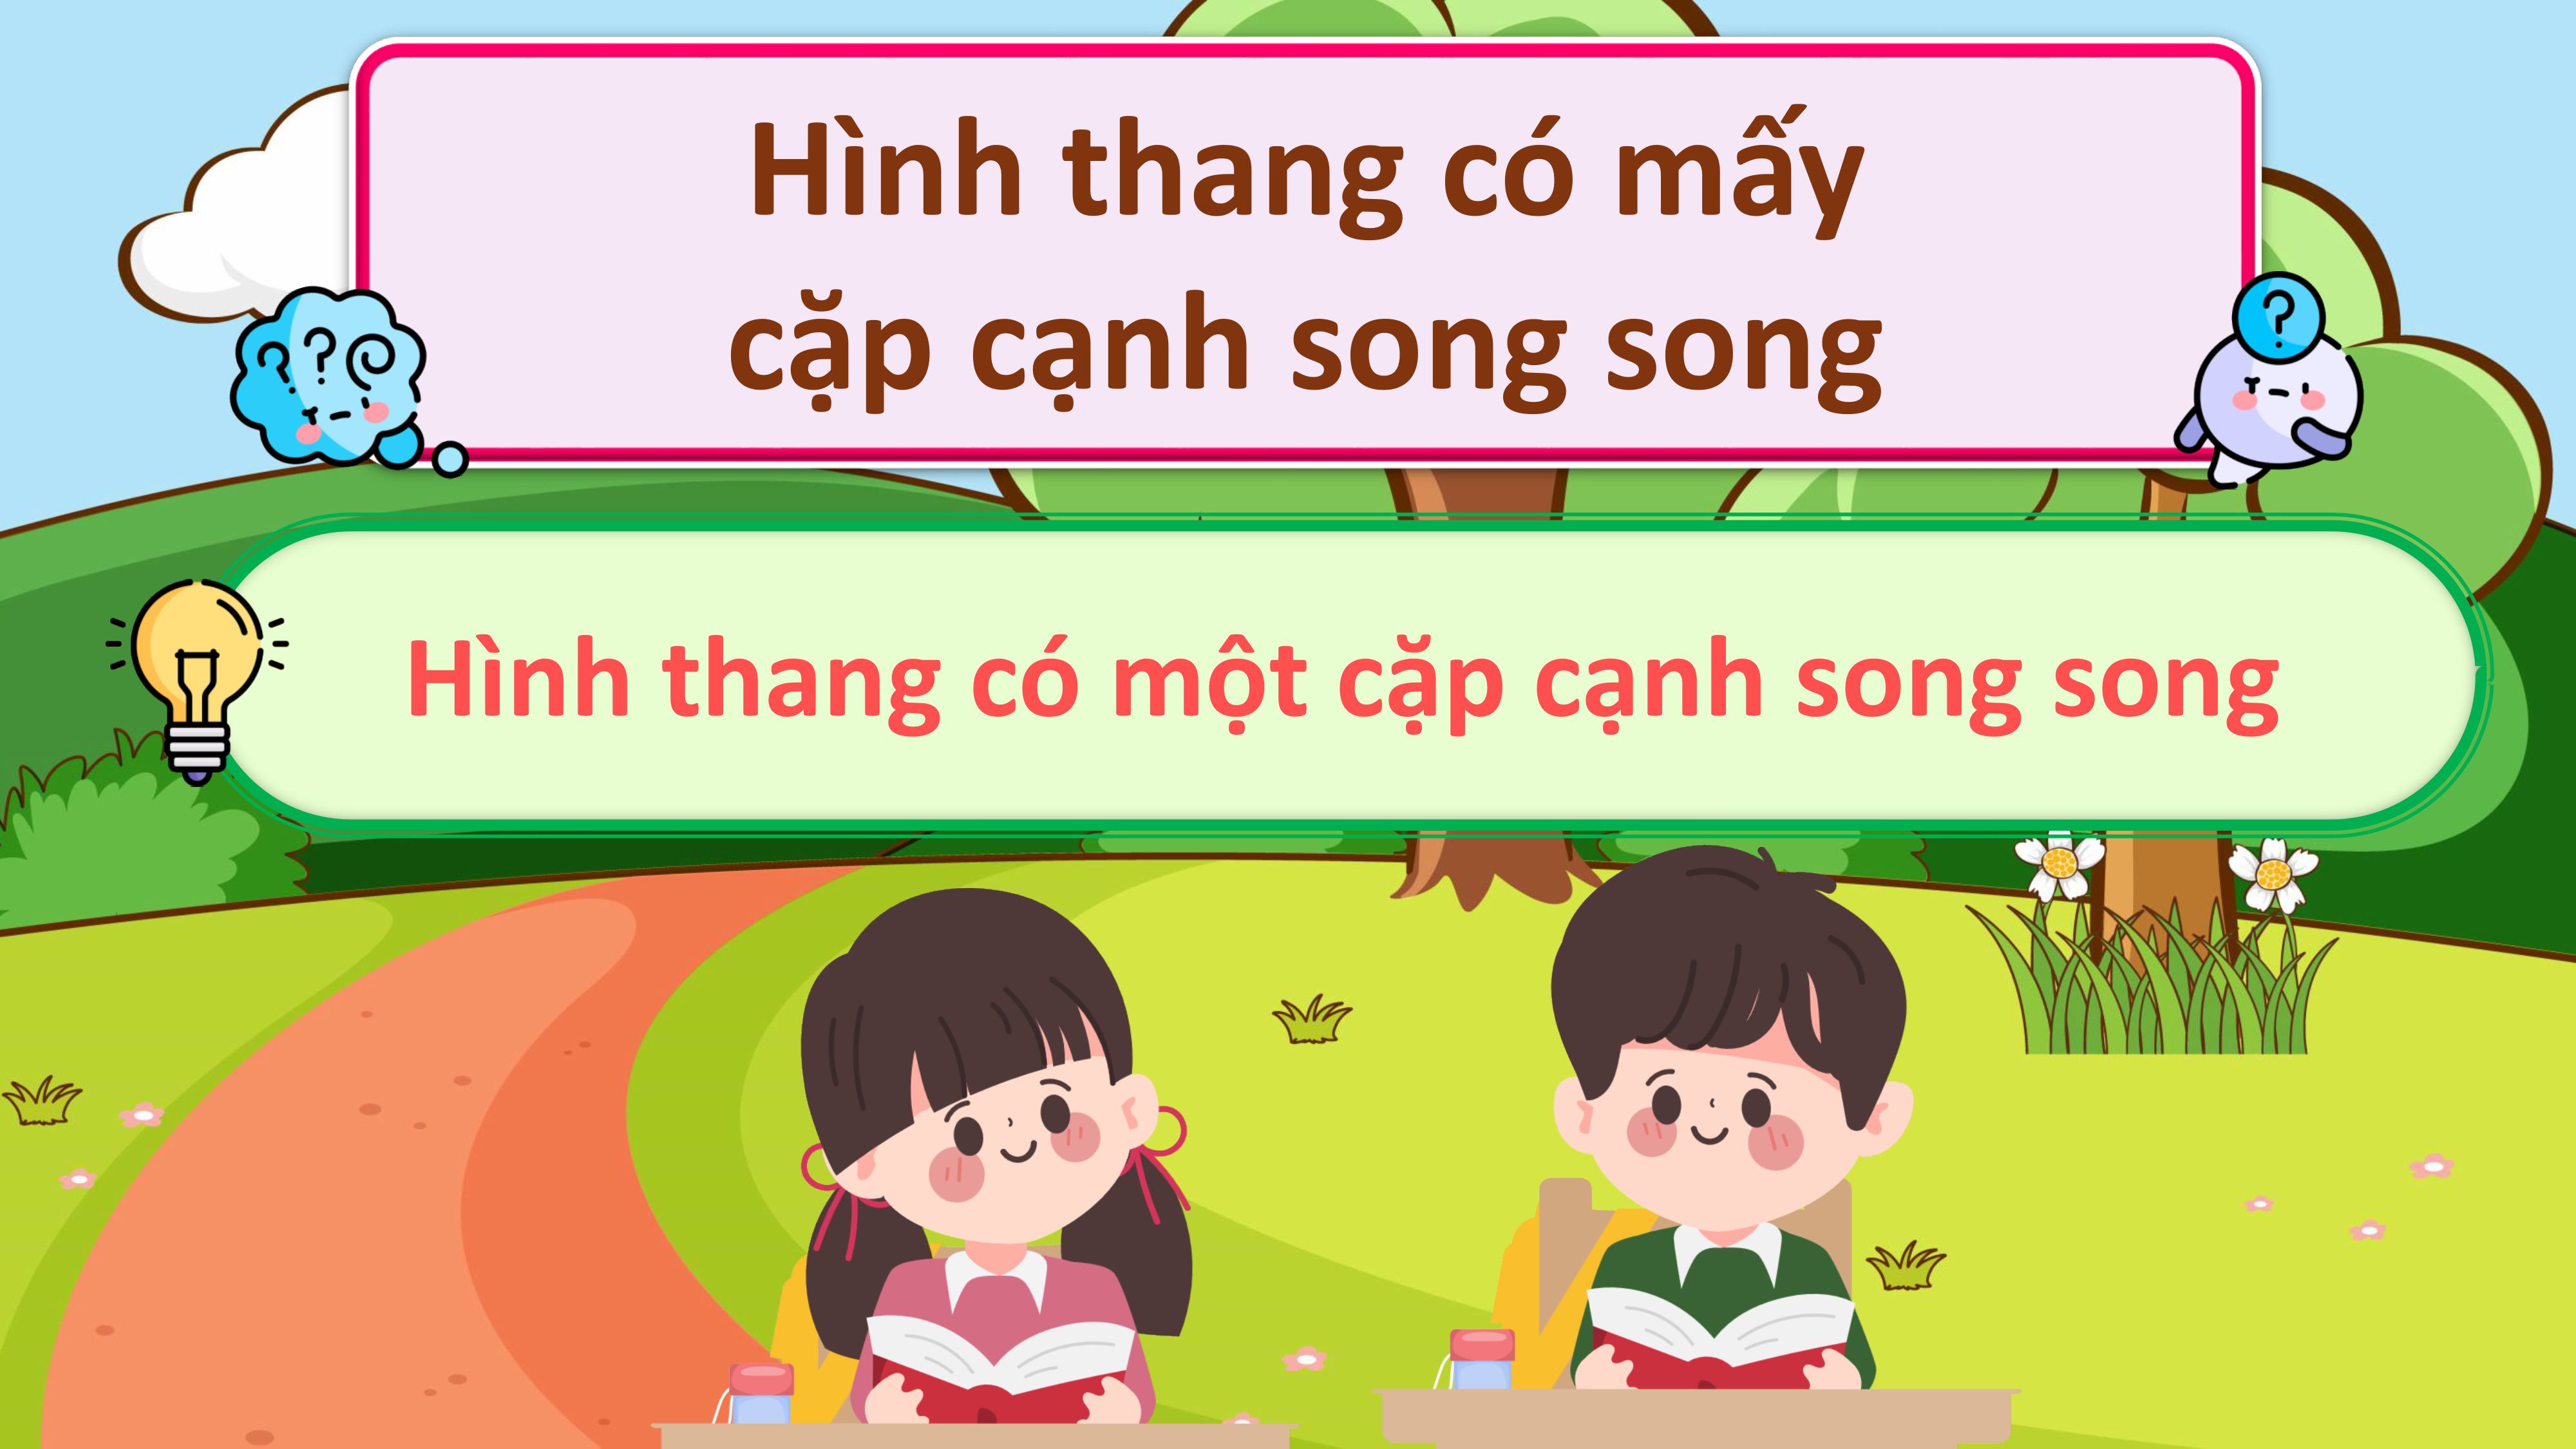 Hình thang có mấy
cặp cạnh song song
Hình thang có một cặp cạnh song song